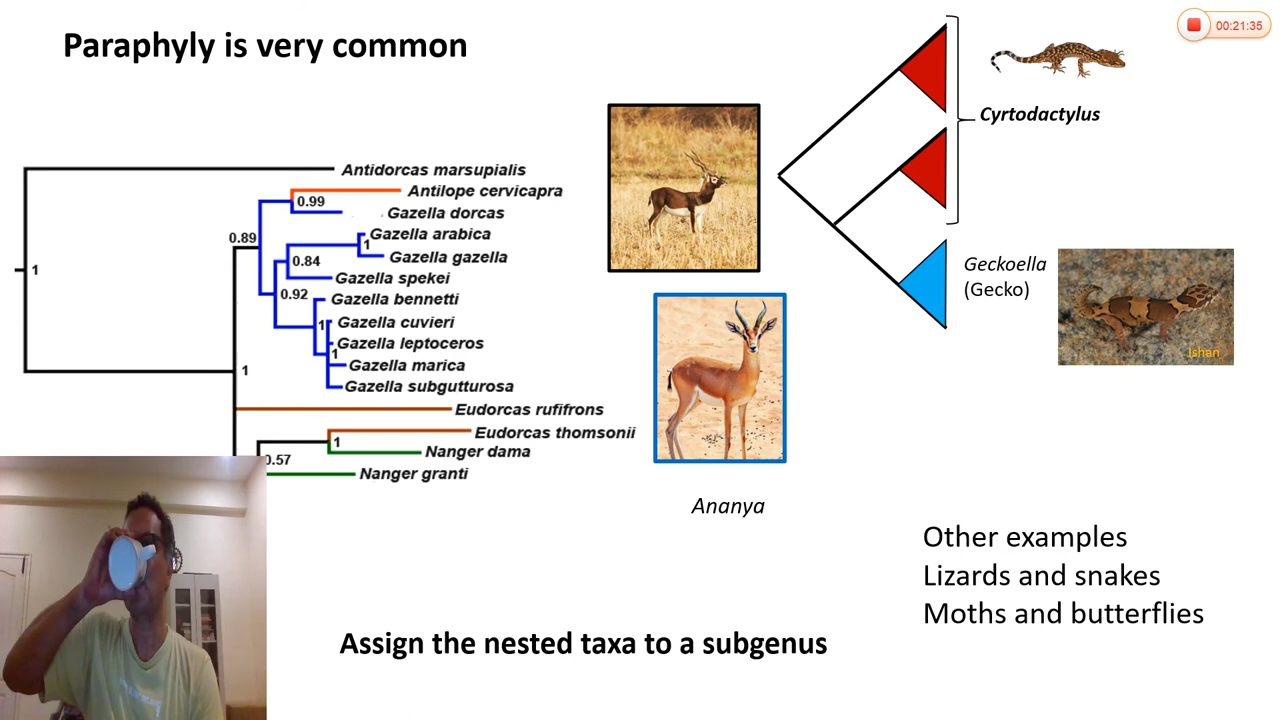 Paraphyly is very common
00:21:35
Antidorcas marsupialis
Antilope cervicapra
0.99
Gazella dorcas
Gazella arabica
0.89
1
Gazella gazella
0.84
1
Gazella spekei
0.92
Gazella bennetti
1
Gazella cuvieri
Gazella leptoceros
1
Gazella marica
1
Gazella subgutturosa
Eudorcas rufifrons
Eudorcas thomsonii
1
Nanger dama
0.57
Nanger granti
Cyrtodactylus
Geckoella
(Gecko)
Ishan
Ananya
Other examples
Lizards and snakes
Moths and butterflies
Assign the nested taxa to a subgenus